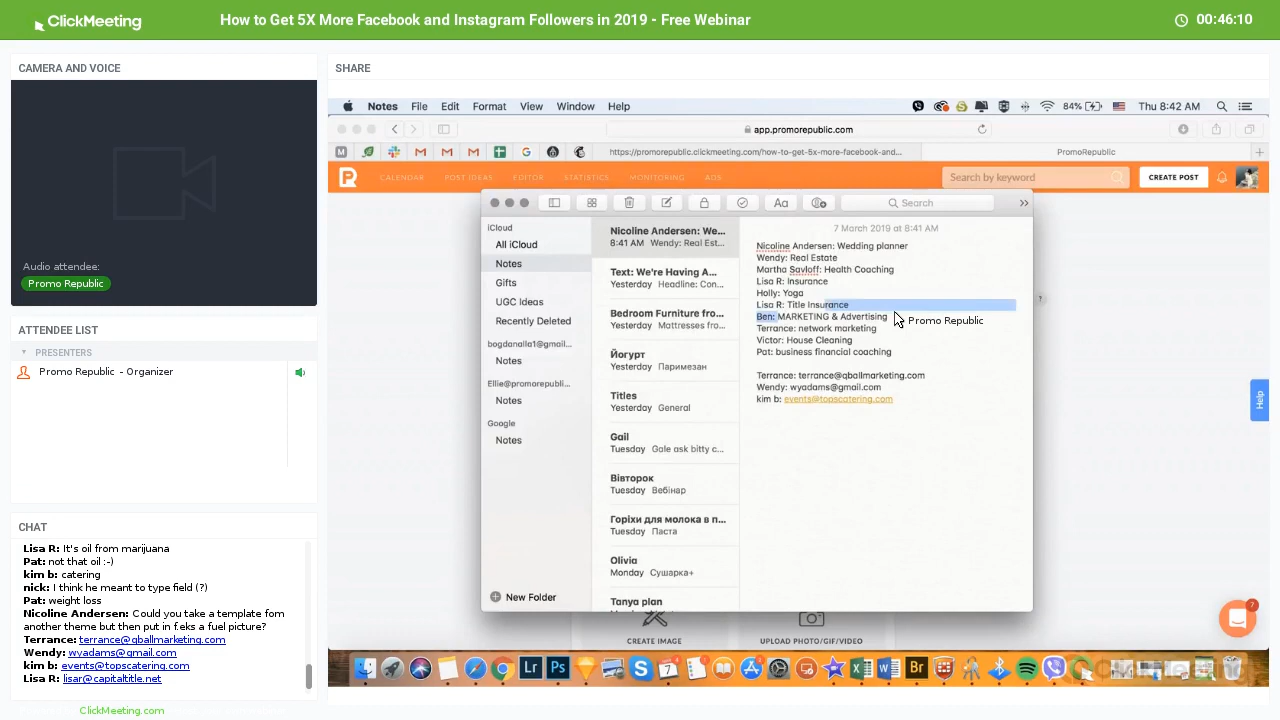 ClickMeeting
How to Get 5X More Facebook and Instagram Followers in 2019 - Free Webinar
00:46:10
CAMERA AND VOICE
Audio attendee:
Promo Republic
ATTENDEE LIST
PRESENTERS
Promo Republic - Organizer
CHAT
Lisa R: It's oil from marijuana
Pat: not that oil :-)
kim b: catering
nick: I think he meant to type field (?)
Pat: weight loss
Nicoline Andersen: Could you take a template fom
another theme but then put in f.eks a fuel picture?
Terrance: terrance@qballmarketing.com
Wendy: wyadams@gmail.com
kim b: events@topscatering.com
Lisa R: lisar@capitaltitle.net
ClickMeeting.com
SHARE
Notes File Edit Format View Window Help
84% Thu 8:42 AM
app.promorepublic.com
https://promorepublic.clickmeeting.com/how-to-get-5x-more-facebook-and...
PromoRepublic
CALENDAR POST IDEAS EDITOR STATISTICS MONITORING ADS
Search by keyword
CREATE POST
Aa
Search
iCloud
All iCloud
Notes
Gifts
UGC Ideas
Recently Deleted
bogdanalla1@gmail...
Notes
Ellie@promorepubli...
Notes
Google
Notes
New Folder
Nicoline Andersen: We...
8:41 AM Wendy: Real Est...
Text: We're Having A...
Yesterday Headline: Con...
Bedroom Furniture fro...
Yesterday Mattresses fro...
Йогурт
Yesterday Паримезан
Titles
Yesterday General
Gail
Tuesday Gale ask bitty c...
Вівторок
Tuesday Вебінар
Горіхи для молока в п...
Tuesday Паста
Olivia
Monday Сушарка+
Tanya plan
7 March 2019 at 8:41 AM
Nicoline Andersen: Wedding planner
Wendy: Real Estate
Martha Savloff: Health Coaching
Lisa R: Insurance
Holly: Yoga
Lisa R: Title Insurance
Ben: MARKETING & Advertising
Promo Republic
Terrance: network marketing
Victor: House Cleaning
Pat: business financial coaching
Terrance: terrance@qballmarketing.com
Wendy: wyadams@gmail.com
kim b: events@topscatering.com
?
Help
7
CREATE IMAGE
UPLOAD PHOTO/GIF/VIDEO
Lr
Ps
7
Br
ClickMeeting